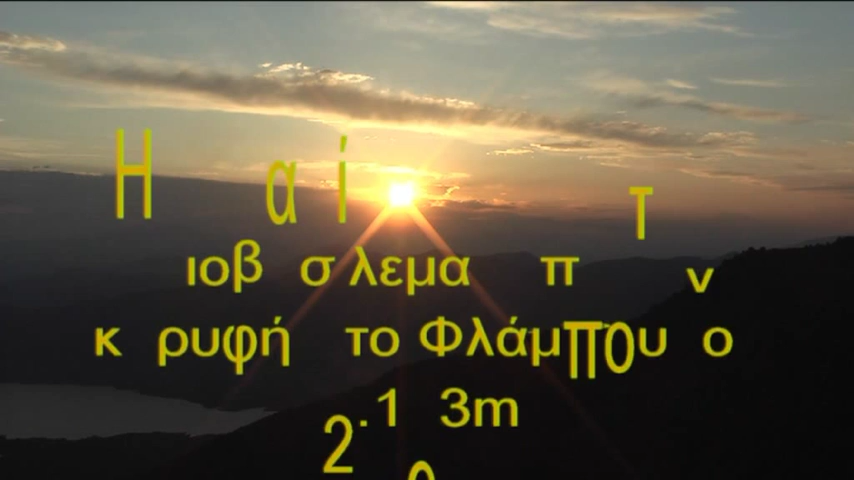 Η α ί τ
ιοβ σ λεμα π ν
κ ρυφή το Φλάμπου ο
.1 3m
2